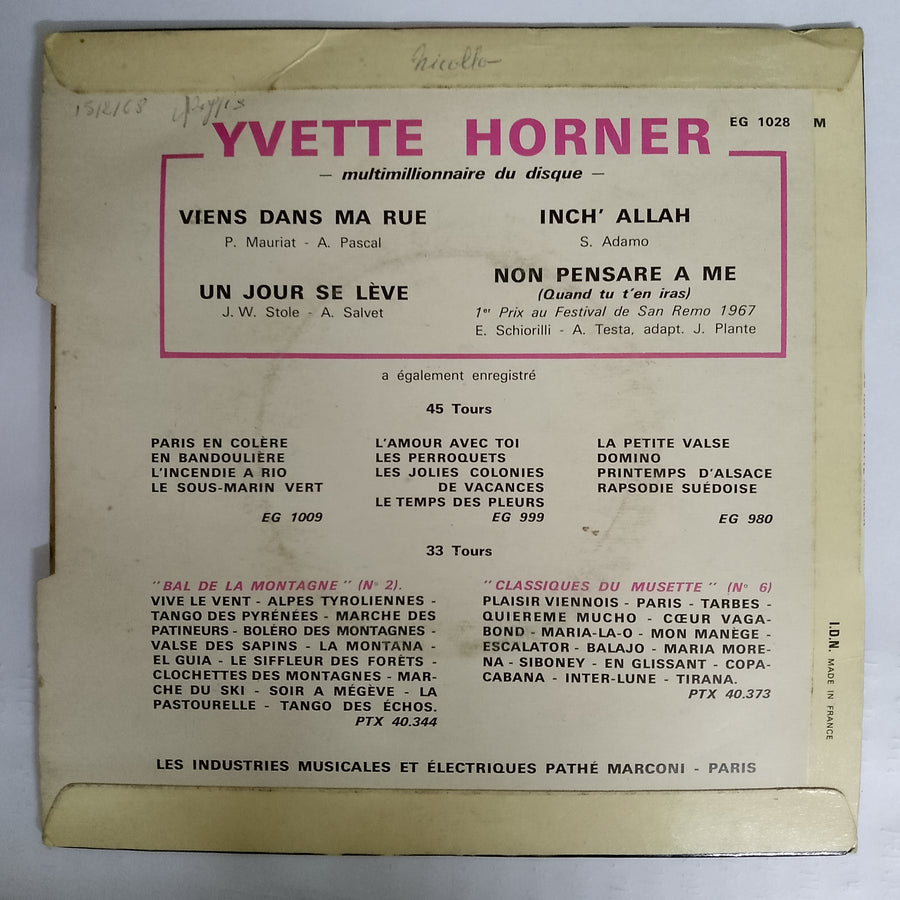 Nicollo
15/2/68
YVETTE HORNER
EG 1028 M
— multimillionnaire du disque —
VIENS DANS MA RUE
P. Mauriat - A. Pascal
UN JOUR SE LÈVE
J. W. Stole - A. Salvet
INCH' ALLAH
S. Adamo
NON PENSARE A ME
(Quand tu t'en iras)
1er Prix au Festival de San Remo 1967
E. Schiorilli - A. Testa, adapt. J. Plante
a également enregistré
45 Tours
PARIS EN COLÈRE
EN BANDOULIÈRE
L'INCENDIE A RIO
LE SOUS-MARIN VERT
EG 1009
L'AMOUR AVEC TOI
LES PERROQUETS
LES JOLIES COLONIES
DE VACANCES
LE TEMPS DES PLEURS
EG 999
LA PETITE VALSE
DOMINO
PRINTEMPS D'ALSACE
RAPSODIE SUÉDOISE
EG 980
33 Tours
"BAL DE LA MONTAGNE" (N° 2).
VIVE LE VENT - ALPES TYROLIENNES -
TANGO DES PYRÉNÉES - MARCHE DES
PATINEURS - BOLÉRO DES MONTAGNES -
VALSE DES SAPINS - LA MONTANA -
EL GUIA - LE SIFFLEUR DES FORÊTS -
CLOCHETTES DES MONTAGNES - MAR-
CHE DU SKI - SOIR A MÉGÈVE - LA
PASTOURELLE - TANGO DES ÉCHOS.
PTX 40.344
"CLASSIQUES DU MUSETTE" (N° 6)
PLAISIR VIENNOIS - PARIS - TARBES -
QUIEREME MUCHO - CŒUR VAGA-
BOND - MARIA-LA-O - MON MANÈGE -
ESCALATOR - BALAJO - MARIA MORE-
NA - SIBONEY - EN GLISSANT - COPA-
CABANA - INTER-LUNE - TIRANA.
PTX 40.373
I.D.N. MADE IN FRANCE
LES INDUSTRIES MUSICALES ET ÉLECTRIQUES PATHÉ MARCONI - PARIS